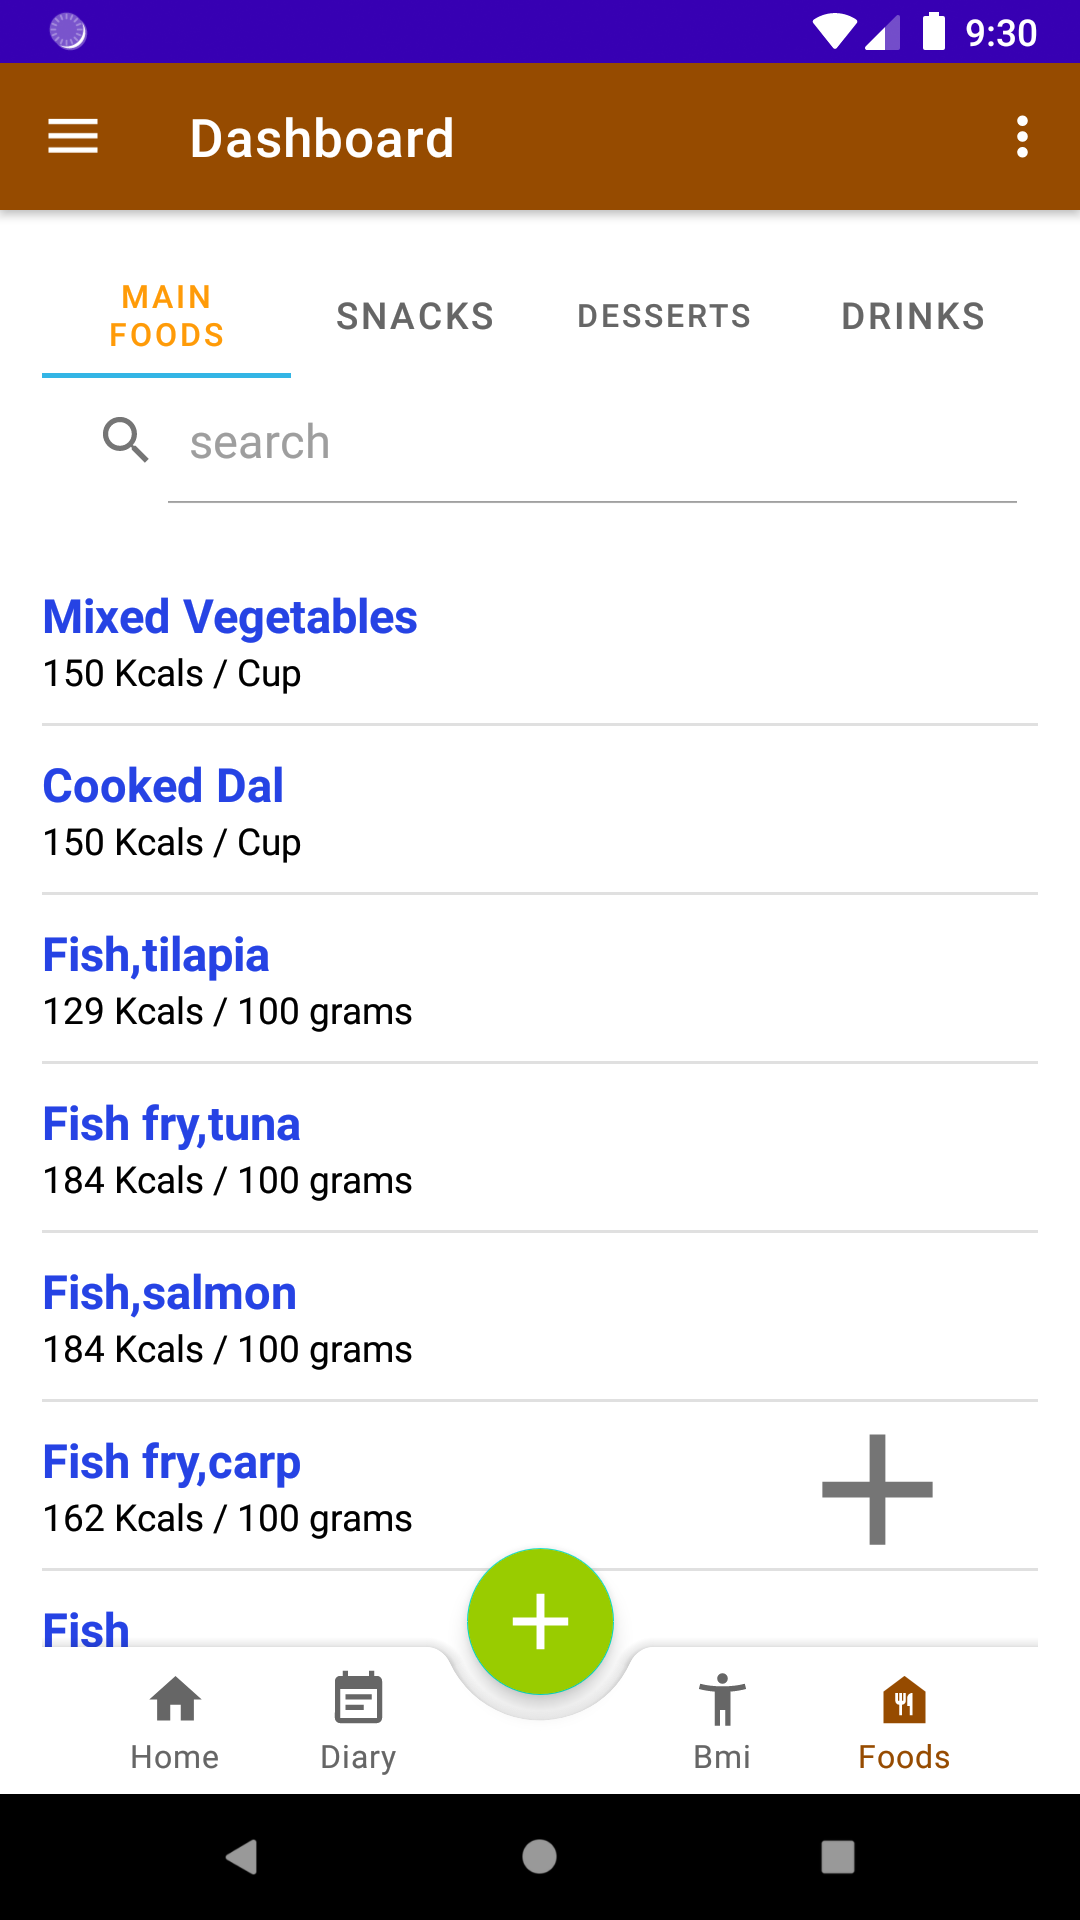 9:30
Dashboard
MAIN
FOODS
SNACKS
DESSERTS
DRINKS
search
Mixed Vegetables
150 Kcals / Cup
Cooked Dal
150 Kcals / Cup
Fish,tilapia
129 Kcals / 100 grams
Fish fry,tuna
184 Kcals / 100 grams
Fish,salmon
184 Kcals / 100 grams
Fish fry,carp
162 Kcals / 100 grams
Fish
Home
Diary
Bmi
Foods